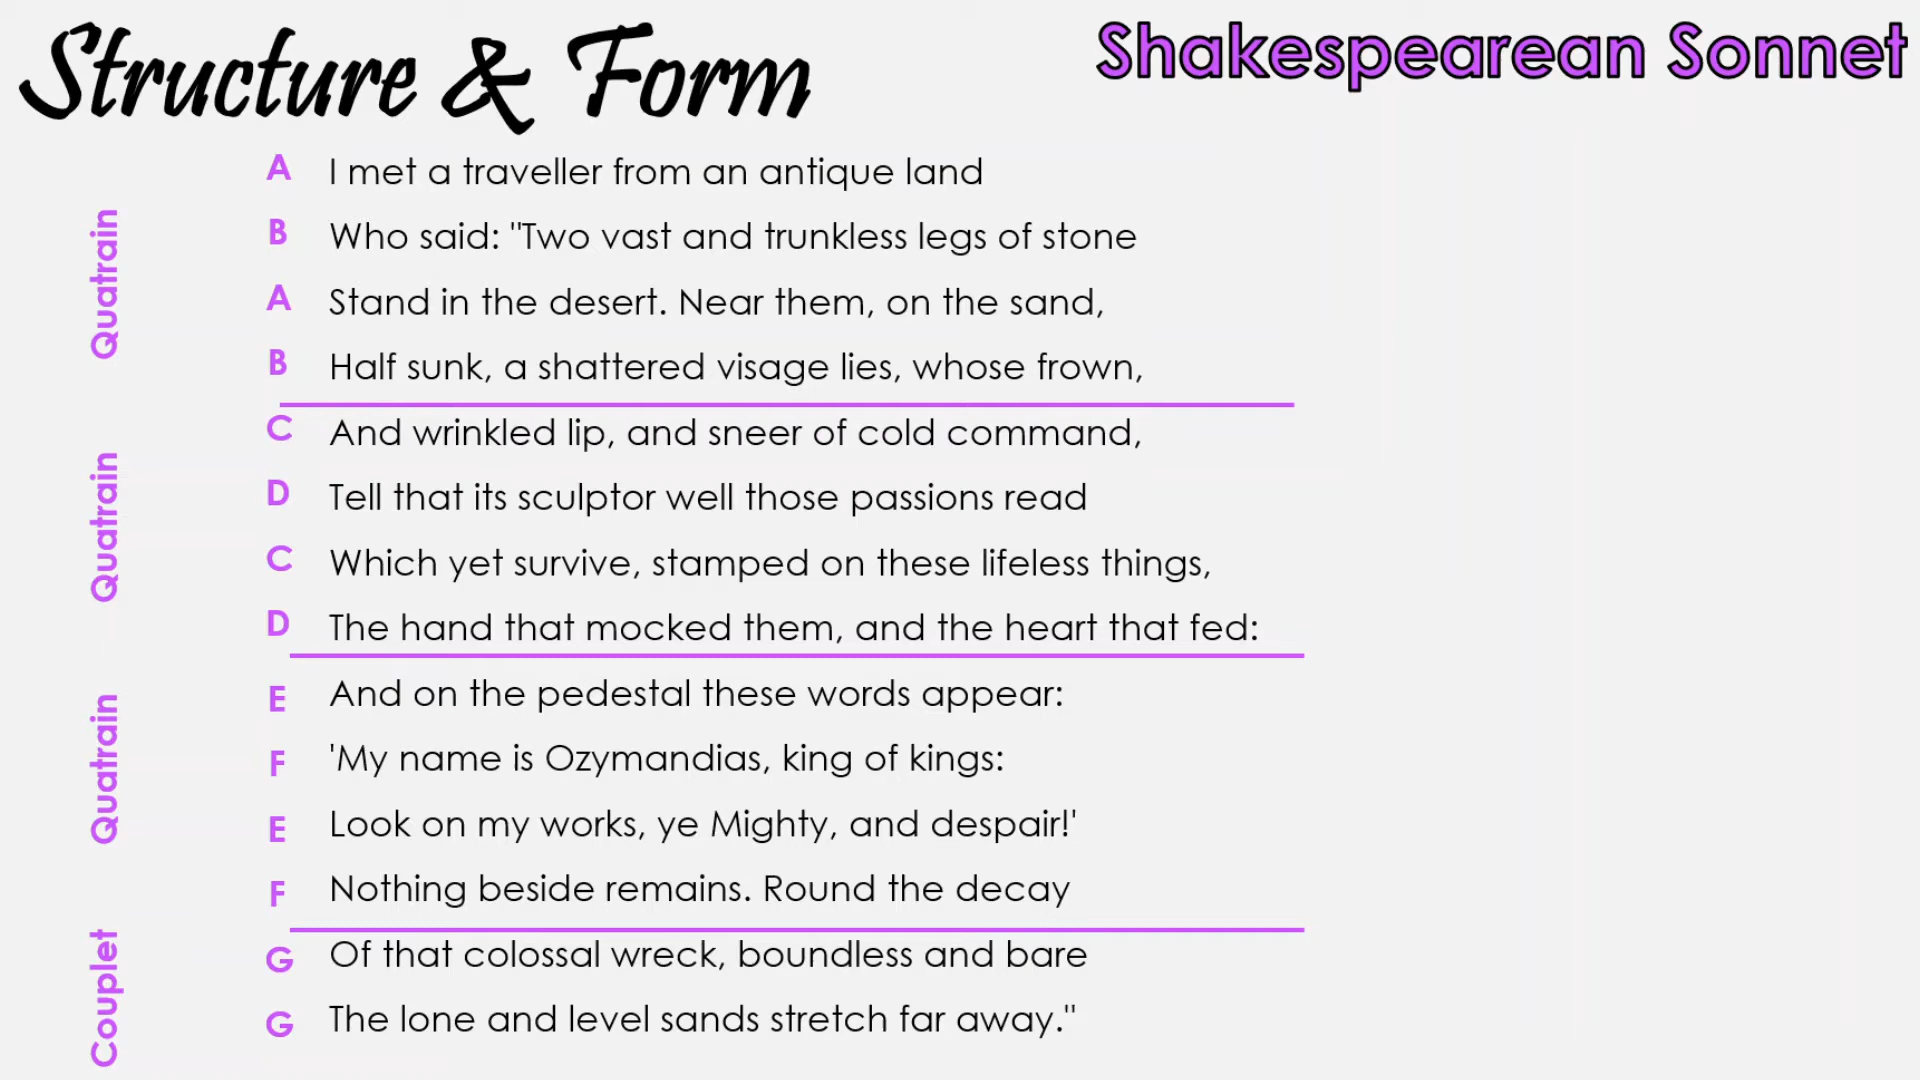 Structure & Form
Shakespearean Sonnet
Quatrain
A I met a traveller from an antique land
B Who said: "Two vast and trunkless legs of stone
A Stand in the desert. Near them, on the sand,
B Half sunk, a shattered visage lies, whose frown,
Quatrain
C And wrinkled lip, and sneer of cold command,
D Tell that its sculptor well those passions read
C Which yet survive, stamped on these lifeless things,
D The hand that mocked them, and the heart that fed:
Quatrain
E And on the pedestal these words appear:
F 'My name is Ozymandias, king of kings:
E Look on my works, ye Mighty, and despair!'
F Nothing beside remains. Round the decay
Couplet
G Of that colossal wreck, boundless and bare
G The lone and level sands stretch far away."